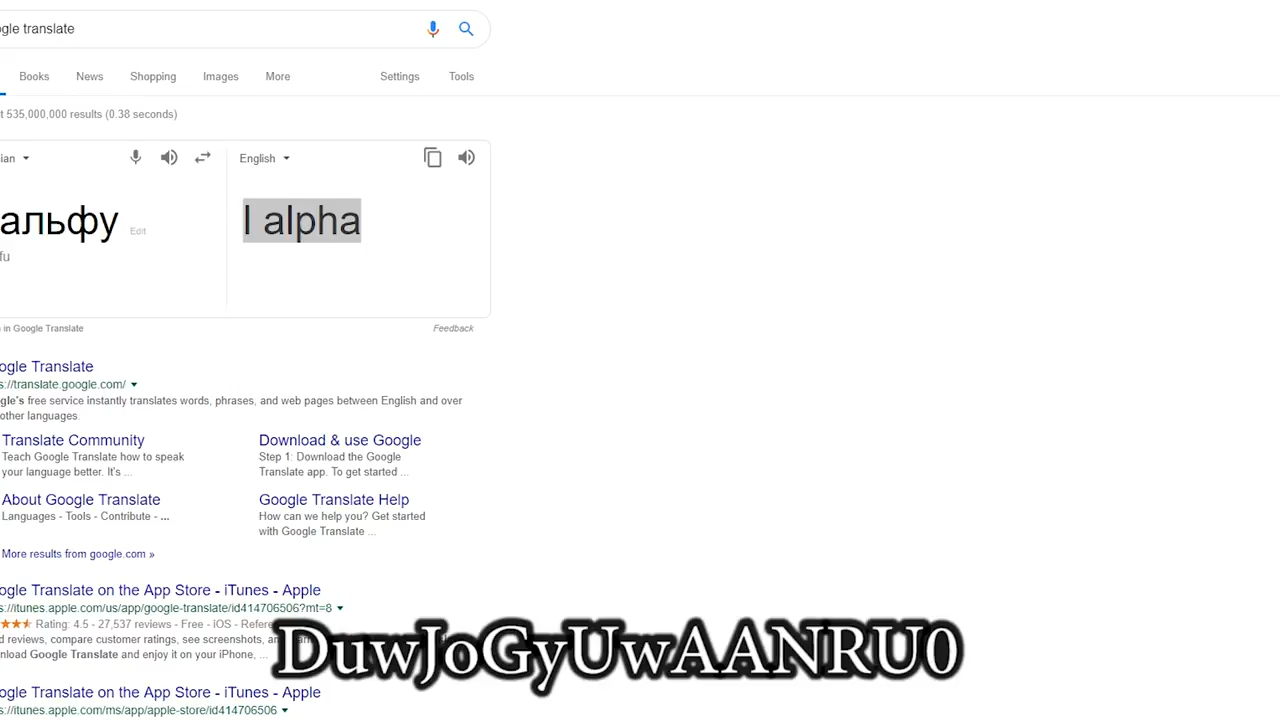 ogle translate
Books News Shopping Images More Settings Tools
t 535,000,000 results (0.38 seconds)
ian English
альфу Edit I alpha
fu
in Google Translate Feedback
ogle Translate
s://translate.google.com/
gle's free service instantly translates words, phrases, and web pages between English and over
other languages.
Translate Community Download & use Google
Teach Google Translate how to speak Step 1: Download the Google
your language better. It's ... Translate app. To get started ...
About Google Translate Google Translate Help
Languages - Tools - Contribute - ... How can we help you? Get started
with Google Translate ...
More results from google.com »
ogle Translate on the App Store - iTunes - Apple
s://itunes.apple.com/us/app/google-translate/id414706506?mt=8
Rating: 4.5 - 27,537 reviews - Free - iOS - Refere
d reviews, compare customer ratings, see screenshots, an
nload Google Translate and enjoy it on your iPhone, ...
DuwJoGyUwAANRU0
ogle Translate on the App Store - iTunes - Apple
s://itunes.apple.com/ms/app/apple-store/id414706506